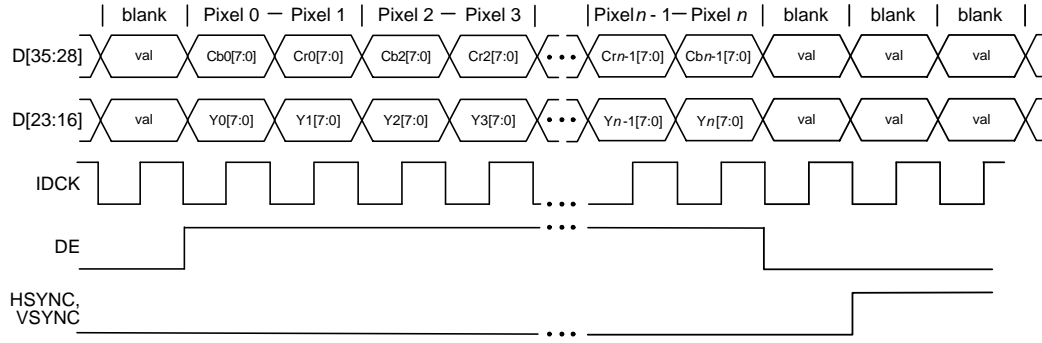 | blank | Pixel 0 — Pixel 1 | Pixel 2 — Pixel 3 | |Pixel n - 1—Pixel n | blank | blank | blank |
D[35:28] val Cb0[7:0] Cr0[7:0] Cb2[7:0] Cr2[7:0] ••• Crn-1[7:0] Cbn-1[7:0] val val val
D[23:16] val Y0[7:0] Y1[7:0] Y2[7:0] Y3[7:0] ••• Yn-1[7:0] Yn[7:0] val val val
IDCK •••
DE •••
HSYNC,
VSYNC •••